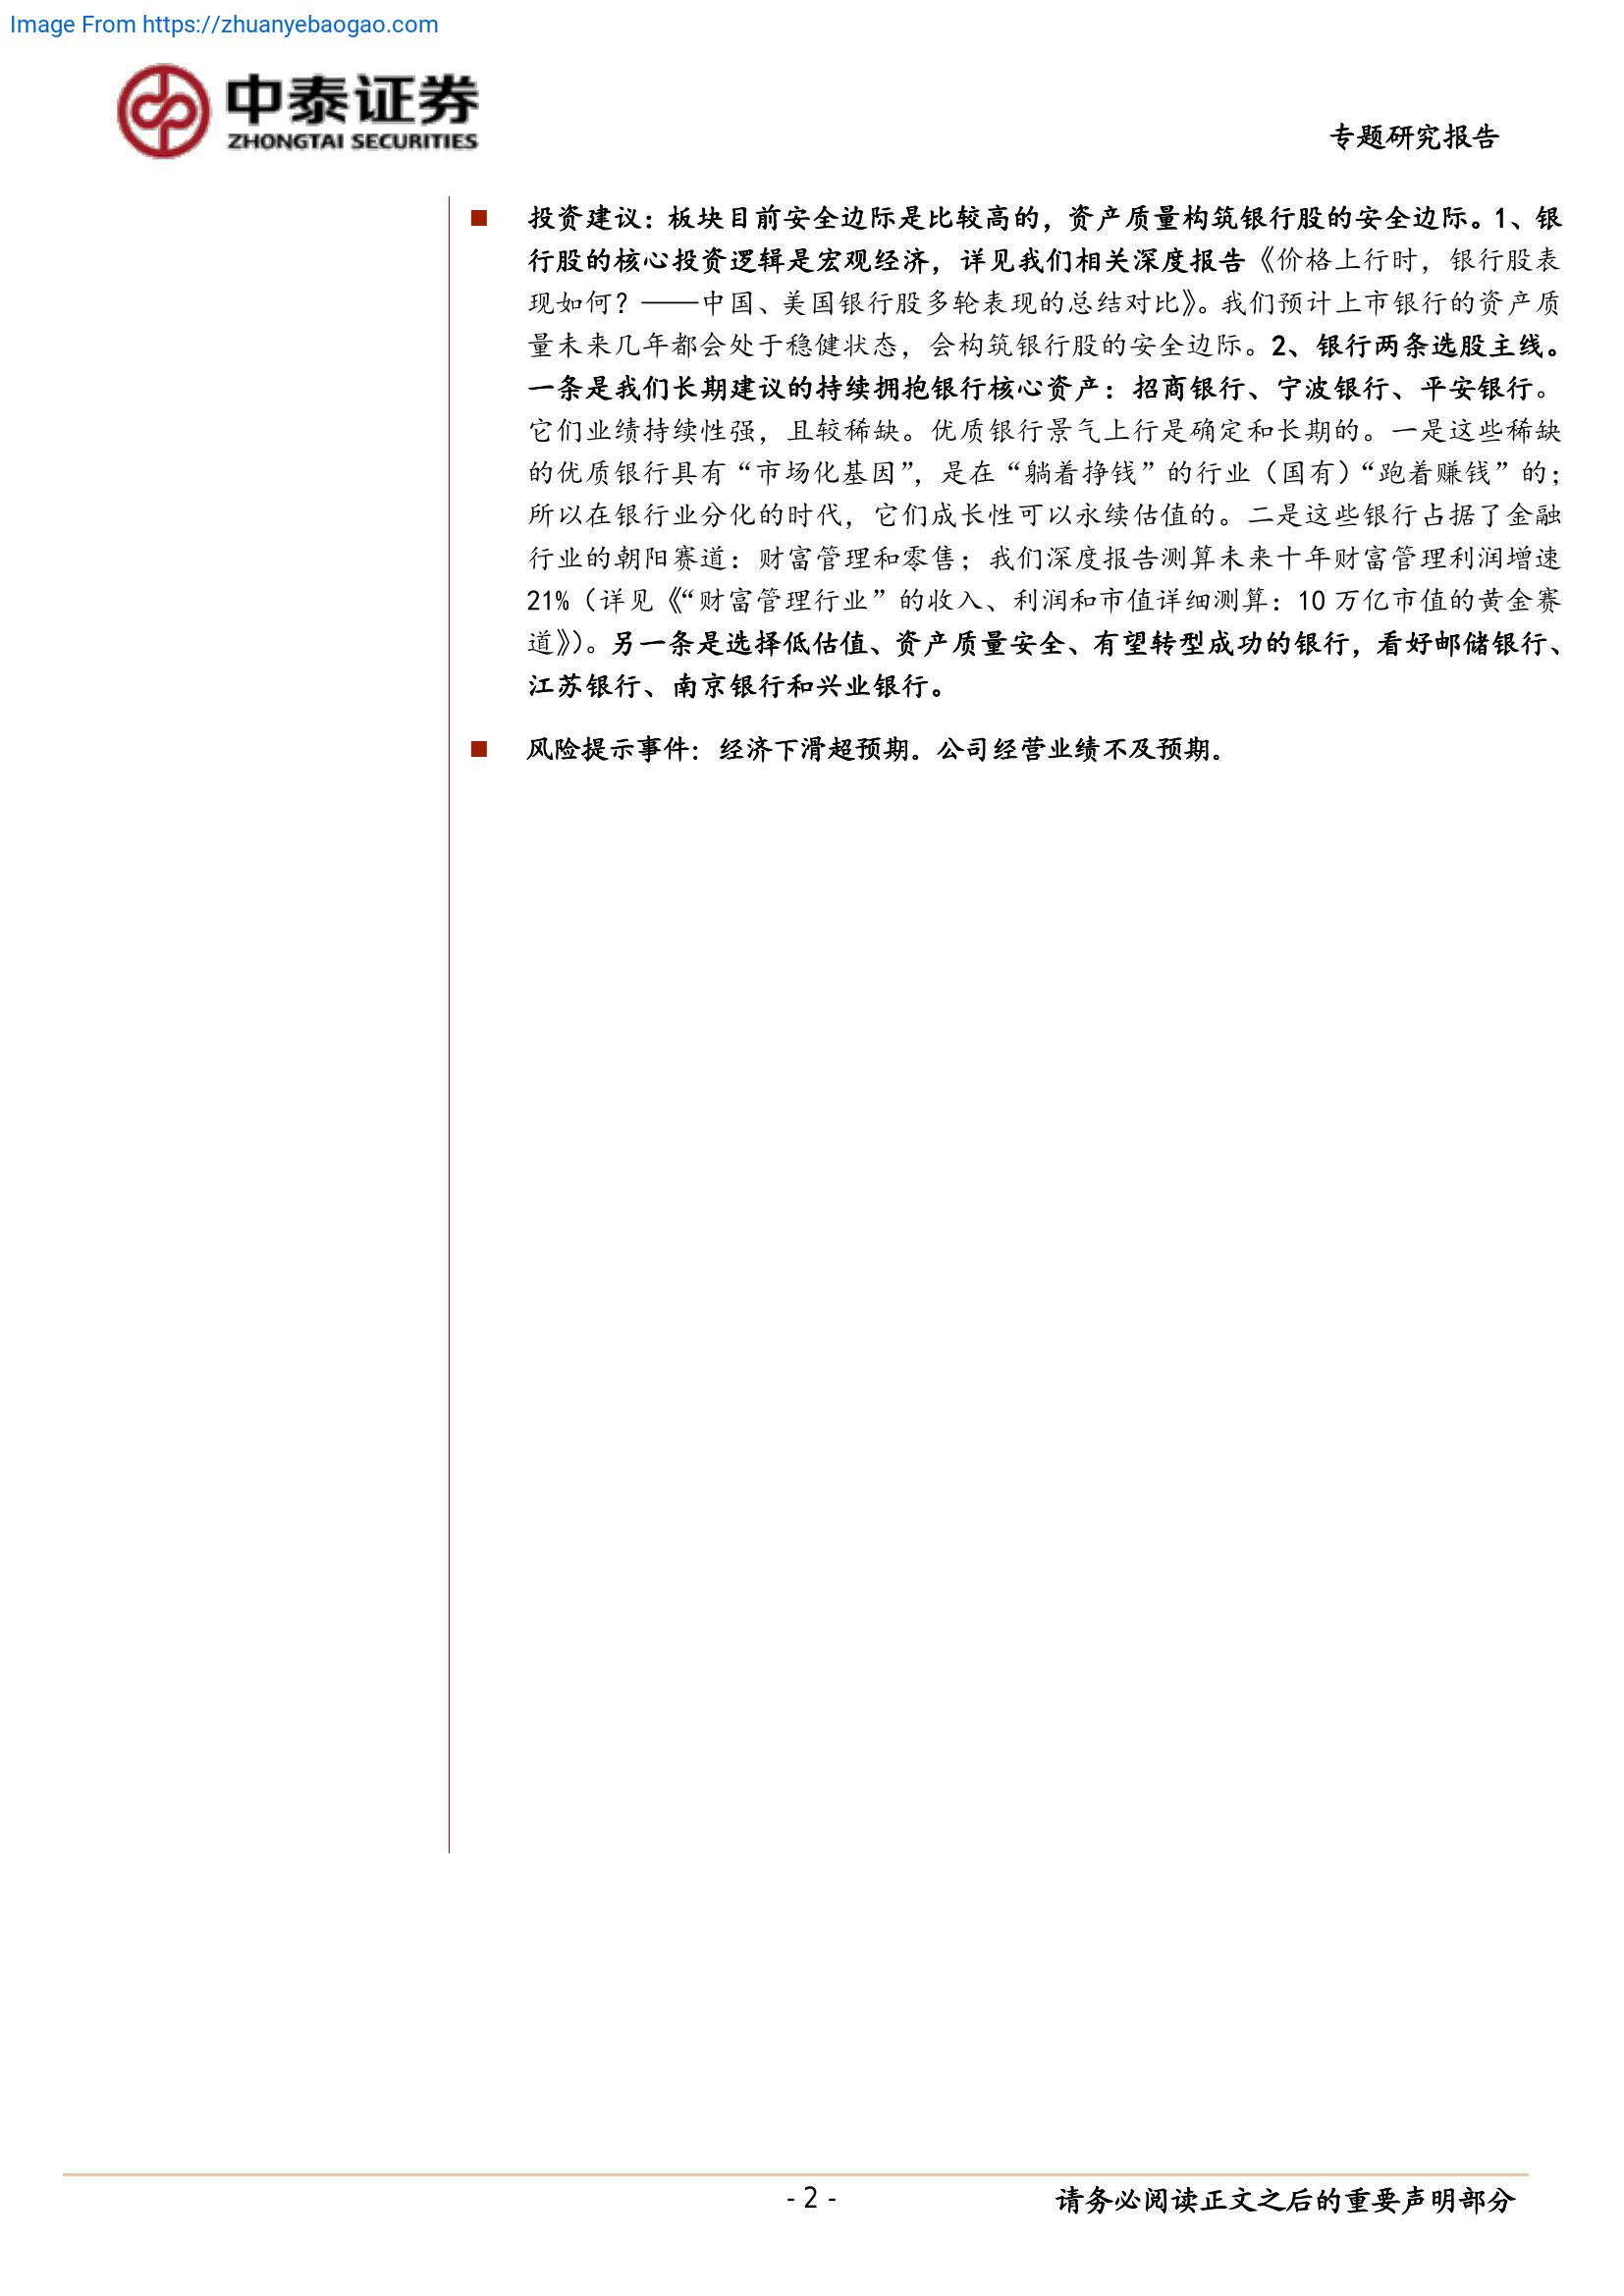 Image From https://zhuanyebaogao.com
中泰证券
ZHONGTAI SECURITIES
专题研究报告
投资建议：板块目前安全边际是比较高的，资产质量构筑银行股的安全边际。1、银
行股的核心投资逻辑是宏观经济，详见我们相关深度报告《价格上行时，银行股表
现如何？——中国、美国银行股多轮表现的总结对比》。我们预计上市银行的资产质
量未来几年都会处于稳健状态，会构筑银行股的安全边际。2、银行两条选股主线。
一条是我们长期建议的持续拥抱银行核心资产：招商银行、宁波银行、平安银行。
它们业绩持续性强，且较稀缺。优质银行景气上行是确定和长期的。一是这些稀缺
的优质银行具有“市场化基因”，是在“躺着挣钱”的行业（国有）“跑着赚钱”的；
所以在银行业分化的时代，它们成长性可以永续估值的。二是这些银行占据了金融
行业的朝阳赛道：财富管理和零售；我们深度报告测算未来十年财富管理利润增速
21%（详见《“财富管理行业”的收入、利润和市值详细测算：10 万亿市值的黄金赛
道》）。另一条是选择低估值、资产质量安全、有望转型成功的银行，看好邮储银行、
江苏银行、南京银行和兴业银行。
风险提示事件：经济下滑超预期。公司经营业绩不及预期。
- 2 -
请务必阅读正文之后的重要声明部分